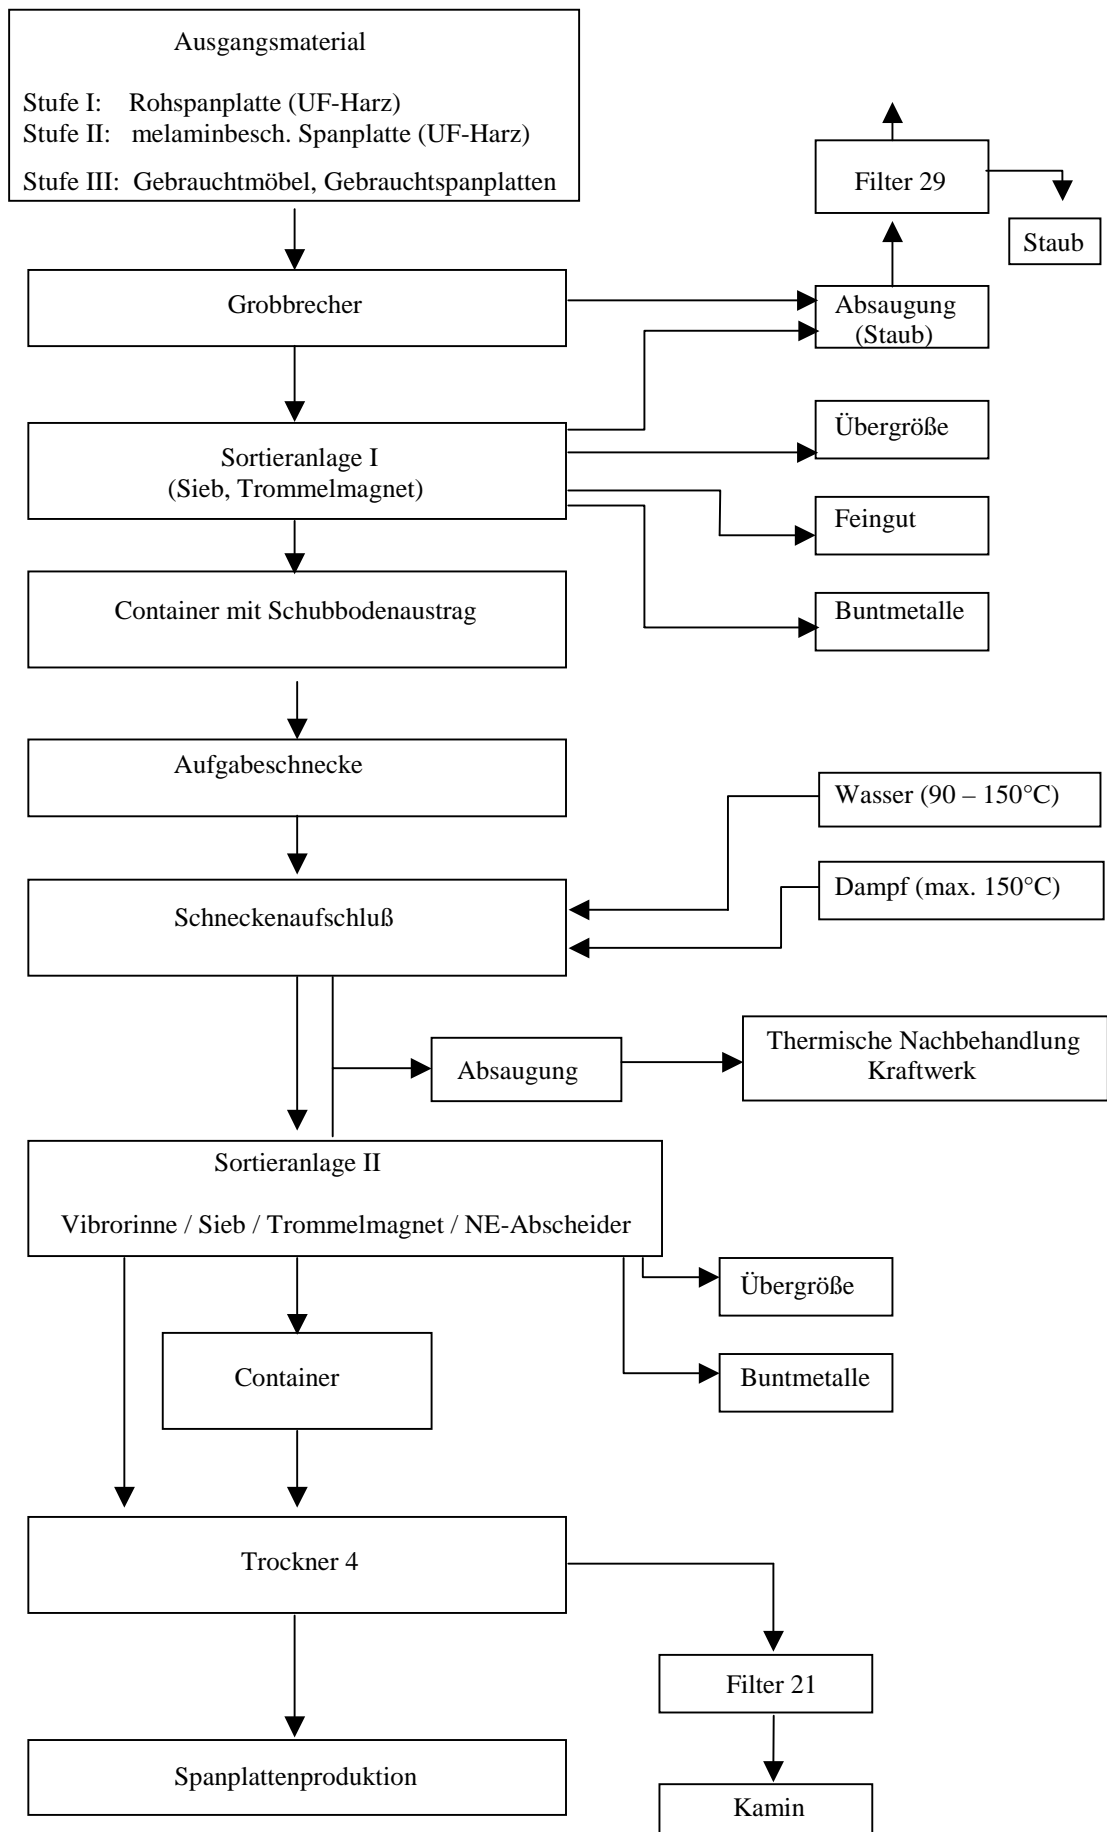 Ausgangsmaterial
Stufe I: Rohspanplatte (UF-Harz)
Stufe II: melaminbesch. Spanplatte (UF-Harz)
Stufe III: Gebrauchtmöbel, Gebrauchtspanplatten
Filter 29
Staub
Grobbrecher
Absaugung
(Staub)
Sortieranlage I
(Sieb, Trommelmagnet)
Übergröße
Feingut
Buntmetalle
Container mit Schubbodenaustrag
Aufgabeschnecke
Wasser (90 – 150°C)
Dampf (max. 150°C)
Schneckenaufschluß
Absaugung
Thermische Nachbehandlung
Kraftwerk
Sortieranlage II
Vibrorinne / Sieb / Trommelmagnet / NE-Abscheider
Übergröße
Container
Buntmetalle
Trockner 4
Filter 21
Spanplattenproduktion
Kamin